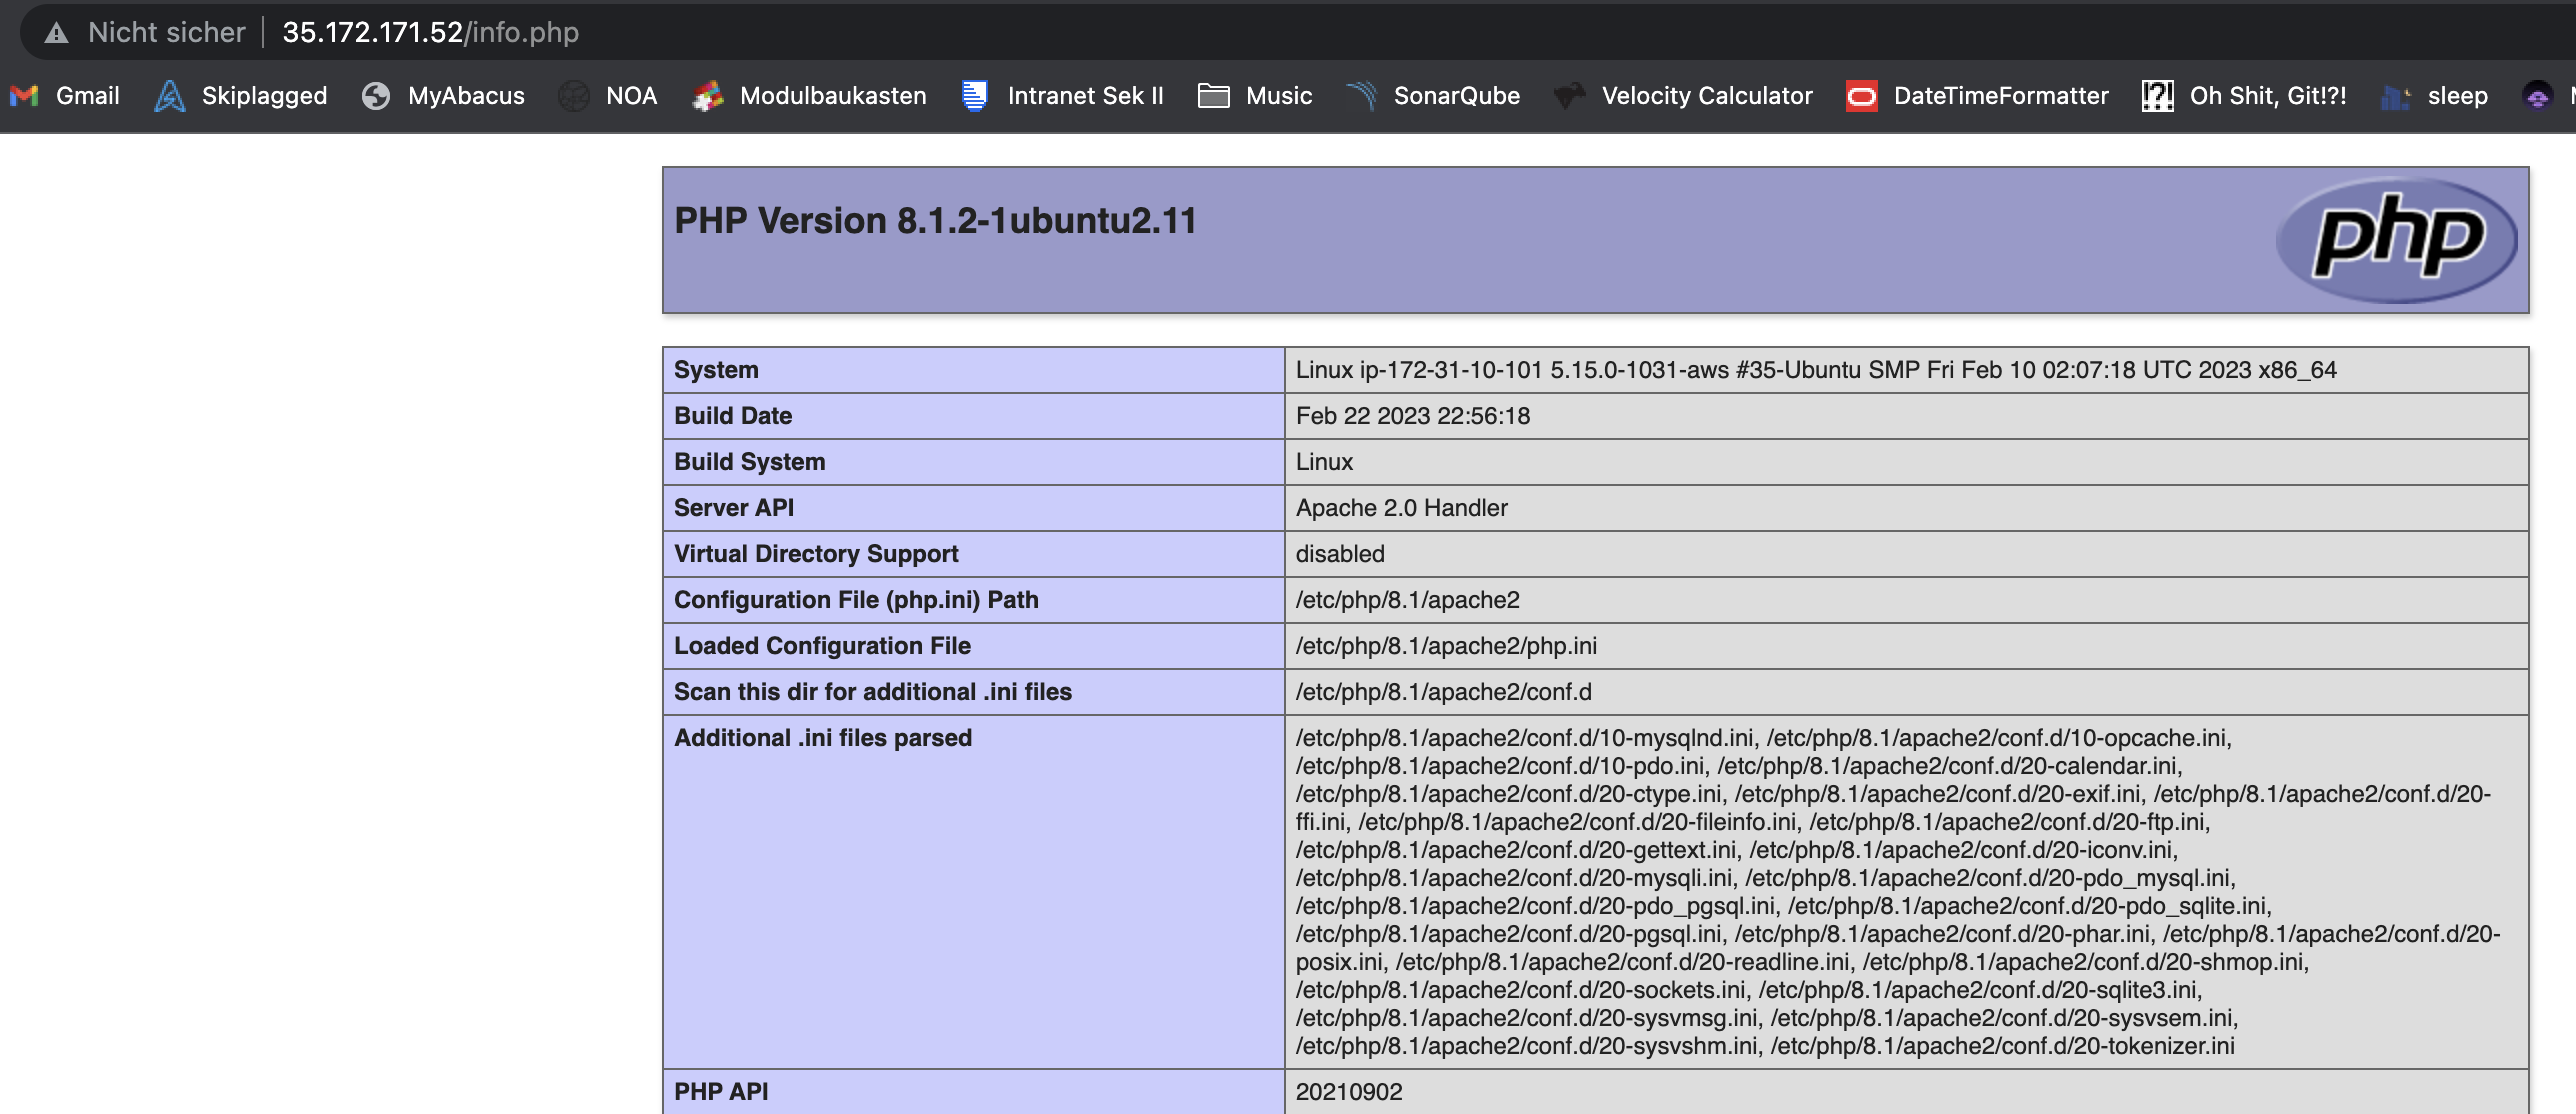 Nicht sicher 35.172.171.52/info.php
Gmail Skiplagged MyAbacus NOA Modulbaukasten Intranet Sek II Music SonarQube Velocity Calculator DateTimeFormatter Oh Shit, Git!?! sleep
PHP Version 8.1.2-1ubuntu2.11
php
System Linux ip-172-31-10-101 5.15.0-1031-aws #35-Ubuntu SMP Fri Feb 10 02:07:18 UTC 2023 x86_64
Build Date Feb 22 2023 22:56:18
Build System Linux
Server API Apache 2.0 Handler
Virtual Directory Support disabled
Configuration File (php.ini) Path /etc/php/8.1/apache2
Loaded Configuration File /etc/php/8.1/apache2/php.ini
Scan this dir for additional .ini files /etc/php/8.1/apache2/conf.d
Additional .ini files parsed /etc/php/8.1/apache2/conf.d/10-mysqlnd.ini, /etc/php/8.1/apache2/conf.d/10-opcache.ini,
/etc/php/8.1/apache2/conf.d/10-pdo.ini, /etc/php/8.1/apache2/conf.d/20-calendar.ini,
/etc/php/8.1/apache2/conf.d/20-ctype.ini, /etc/php/8.1/apache2/conf.d/20-exif.ini, /etc/php/8.1/apache2/conf.d/20-
ffi.ini, /etc/php/8.1/apache2/conf.d/20-fileinfo.ini, /etc/php/8.1/apache2/conf.d/20-ftp.ini,
/etc/php/8.1/apache2/conf.d/20-gettext.ini, /etc/php/8.1/apache2/conf.d/20-iconv.ini,
/etc/php/8.1/apache2/conf.d/20-mysqli.ini, /etc/php/8.1/apache2/conf.d/20-pdo_mysql.ini,
/etc/php/8.1/apache2/conf.d/20-pdo_pgsql.ini, /etc/php/8.1/apache2/conf.d/20-pdo_sqlite.ini,
/etc/php/8.1/apache2/conf.d/20-pgsql.ini, /etc/php/8.1/apache2/conf.d/20-phar.ini, /etc/php/8.1/apache2/conf.d/20-
posix.ini, /etc/php/8.1/apache2/conf.d/20-readline.ini, /etc/php/8.1/apache2/conf.d/20-shmop.ini,
/etc/php/8.1/apache2/conf.d/20-sockets.ini, /etc/php/8.1/apache2/conf.d/20-sqlite3.ini,
/etc/php/8.1/apache2/conf.d/20-sysvmsg.ini, /etc/php/8.1/apache2/conf.d/20-sysvsem.ini,
/etc/php/8.1/apache2/conf.d/20-sysvshm.ini, /etc/php/8.1/apache2/conf.d/20-tokenizer.ini
PHP API 20210902